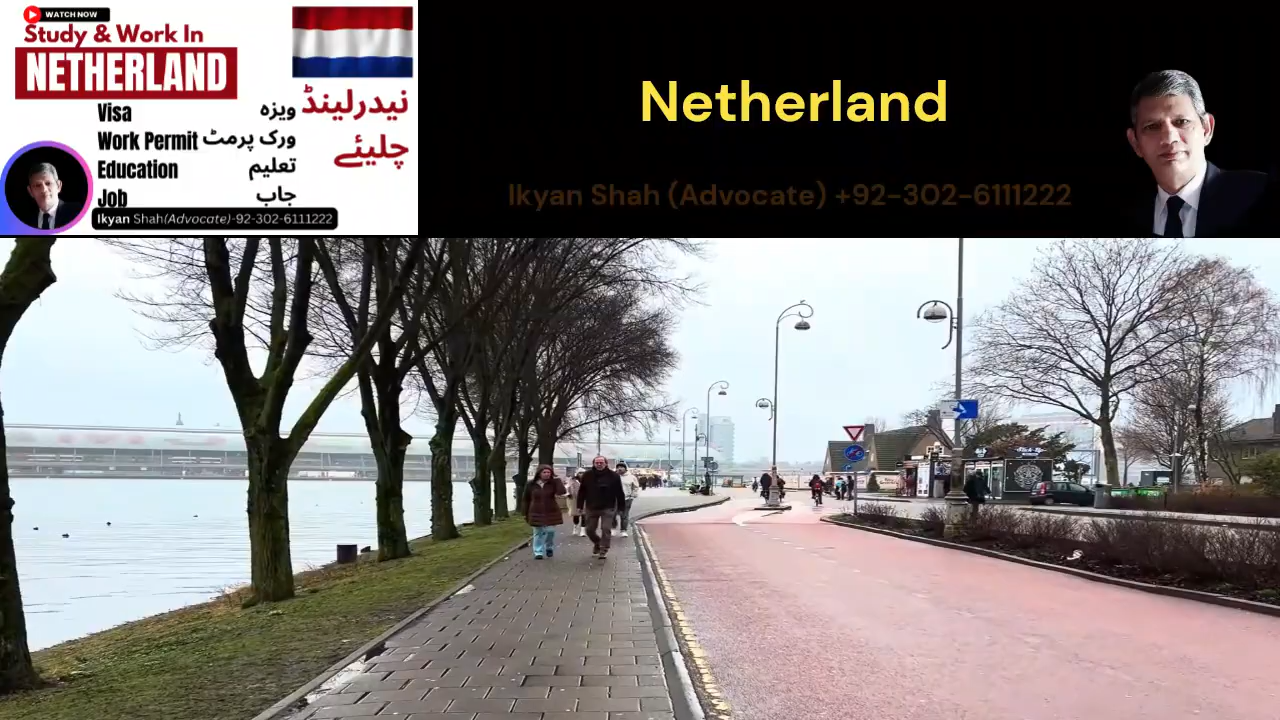 WATCH NOW
Study & Work In
NETHERLAND
نیدرلینڈ
چلیئے
Visa ویزہ
Work Permit ورک پرمٹ
Education تعلیم
Job جاب
Ikyan Shah(Advocate)-92-302-6111222
Netherland
Ikyan Shah (Advocate) +92-302-6111222